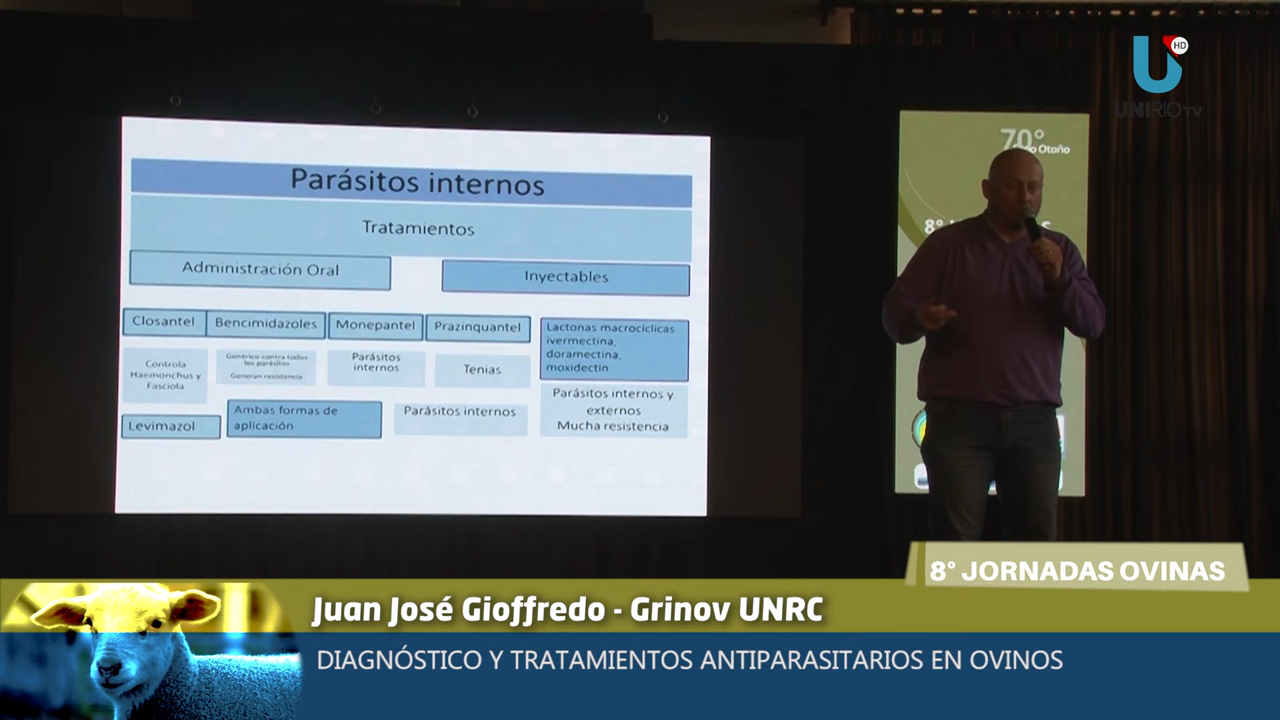 HD
UNIRIOTV
70°
Otoño
8°
Parásitos internos
Tratamientos
Administración Oral
Inyectables
Closantel
Bencimidazoles
Monepantel
Prazinquantel
Lactonas macrocíclicas
ivermectina,
doramectina,
moxidectin
Controla
Haemonchus y
Fasciola
Genérico contra todos
los parásitos
Generan resistencia
Parásitos
internos
Tenias
Parásitos internos y
externos
Mucha resistencia
Levimazol
Ambas formas de
aplicación
Parásitos internos
8° JORNADAS OVINAS
Juan José Gioffredo - Grinov UNRC
DIAGNÓSTICO Y TRATAMIENTOS ANTIPARASITARIOS EN OVINOS